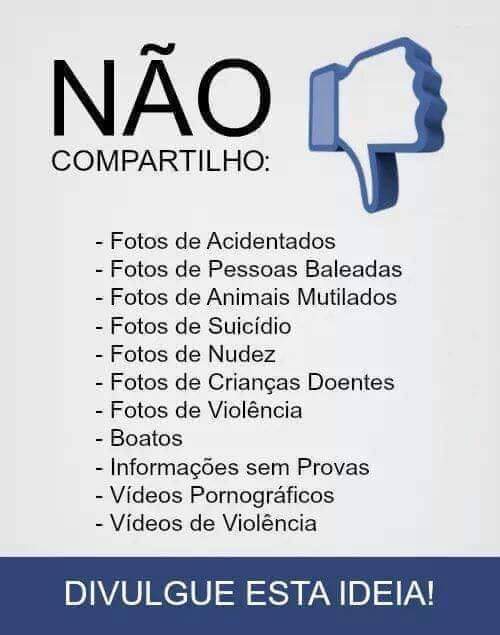 NÃO
COMPARTILHO:
- Fotos de Acidentados
- Fotos de Pessoas Baleadas
- Fotos de Animais Mutilados
- Fotos de Suicídio
- Fotos de Nudez
- Fotos de Crianças Doentes
- Fotos de Violência
- Boatos
- Informações sem Provas
- Vídeos Pornográficos
- Vídeos de Violência
DIVULGUE ESTA IDEIA!